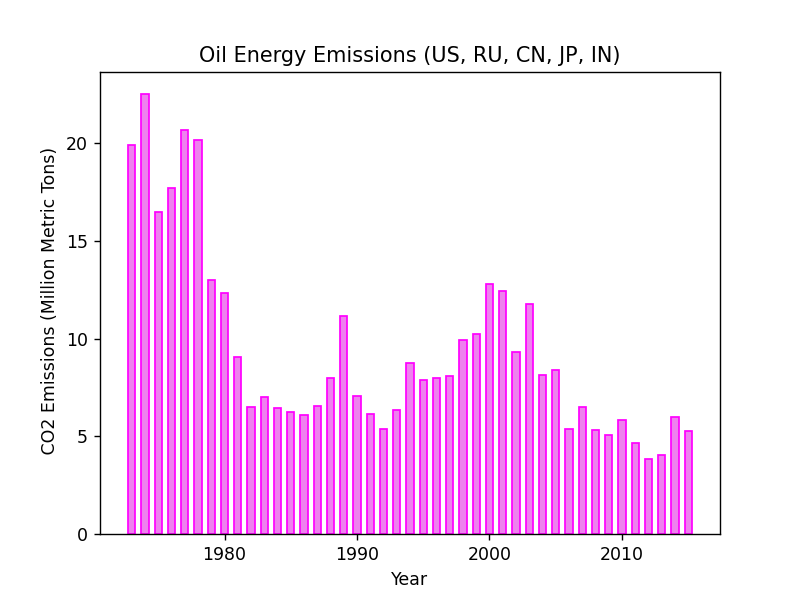 Oil Energy Emissions (US, RU, CN, JP, IN)
CO2 Emissions (Million Metric Tons)
20
15
10
5
0
1980 1990 2000 2010
Year